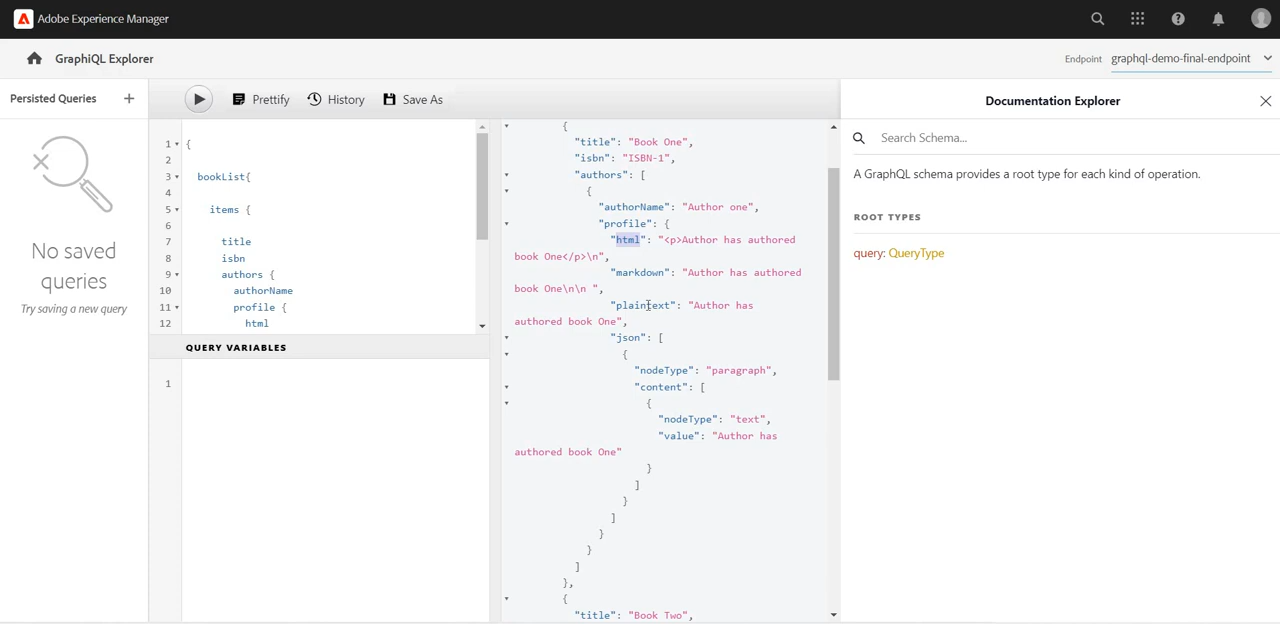 Adobe Experience Manager
GraphiQL Explorer
Endpoint graphql-demo-final-endpoint
Persisted Queries +
No saved
queries
Try saving a new query
Prettify History Save As
1 {
2
3 bookList{
4
5 items {
6
7 title
8 isbn
9 authors {
10 authorName
11 profile {
12 html
QUERY VARIABLES
1
{
"title": "Book One",
"isbn": "ISBN-1",
"authors": [
{
"authorName": "Author one",
"profile": {
"html": "<p>Author has authored
book One</p>\n",
"markdown": "Author has authored
book One\n\n ",
"plaintext": "Author has
authored book One",
"json": [
{
"nodeType": "paragraph",
"content": [
{
"nodeType": "text",
"value": "Author has
authored book One"
}
]
}
]
}
}
]
},
{
"title": "Book Two",
Documentation Explorer
Search Schema...
A GraphQL schema provides a root type for each kind of operation.
ROOT TYPES
query: QueryType